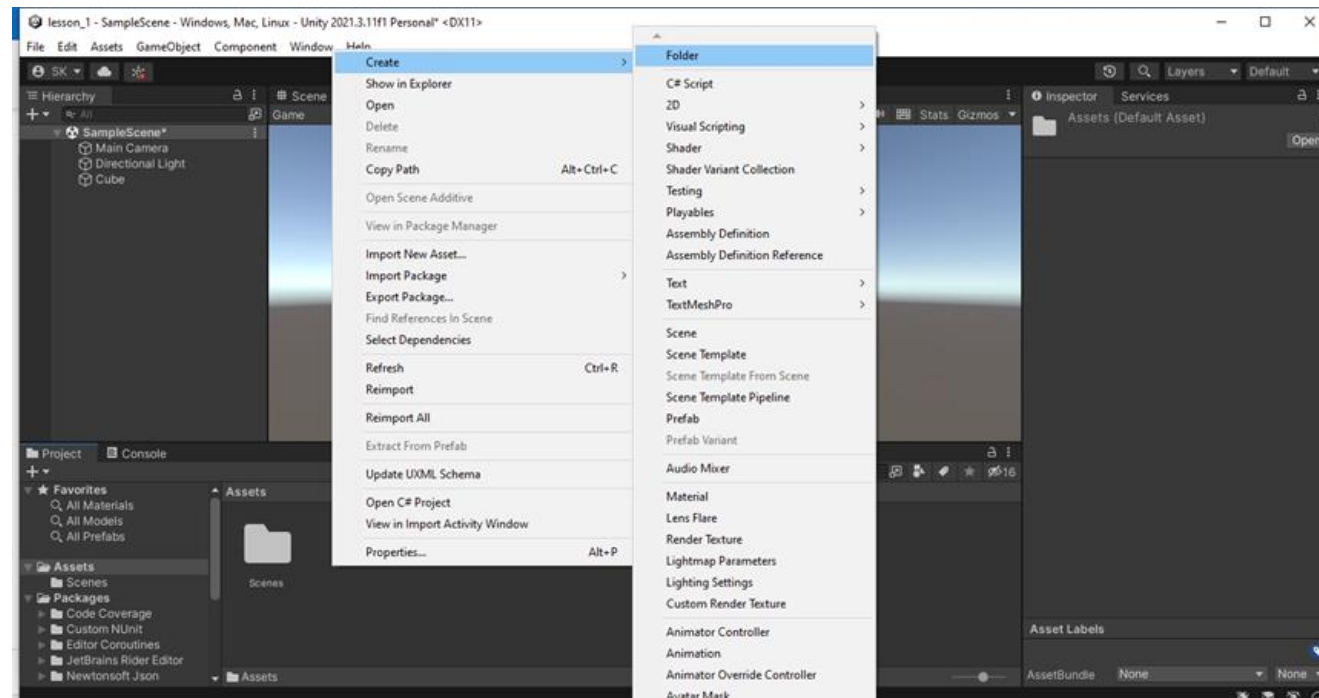 lesson_1 - SampleScene - Windows, Mac, Linux - Unity 2021.3.11f1 Personal* <DX11>
File Edit Assets GameObject Component Window Help
SK
Layers Default
Hierarchy
Scene
Inspector Services
All
Game
Stats Gizmos
Assets (Default Asset)
Open
SampleScene*
Main Camera
Directional Light
Cube
Create
Show in Explorer
Open
Delete
Rename
Copy Path Alt+Ctrl+C
Open Scene Additive
View in Package Manager
Import New Asset...
Import Package
Export Package...
Find References In Scene
Select Dependencies
Refresh Ctrl+R
Reimport
Reimport All
Extract From Prefab
Update UXML Schema
Open C# Project
View in Import Activity Window
Properties... Alt+P
Folder
C# Script
2D
Visual Scripting
Shader
Shader Variant Collection
Testing
Playables
Assembly Definition
Assembly Definition Reference
Text
TextMeshPro
Scene
Scene Template
Scene Template From Scene
Scene Template Pipeline
Prefab
Prefab Variant
Audio Mixer
Material
Lens Flare
Render Texture
Lightmap Parameters
Lighting Settings
Custom Render Texture
Animator Controller
Animation
Animator Override Controller
Avatar Mask
Project Console
16
Favorites
All Materials
All Models
All Prefabs
Assets
Scenes
Packages
Code Coverage
Custom NUnit
Editor Coroutines
JetBrains Rider Editor
Newtonsoft Json
Assets
Scenes
Assets
Asset Labels
AssetBundle None None